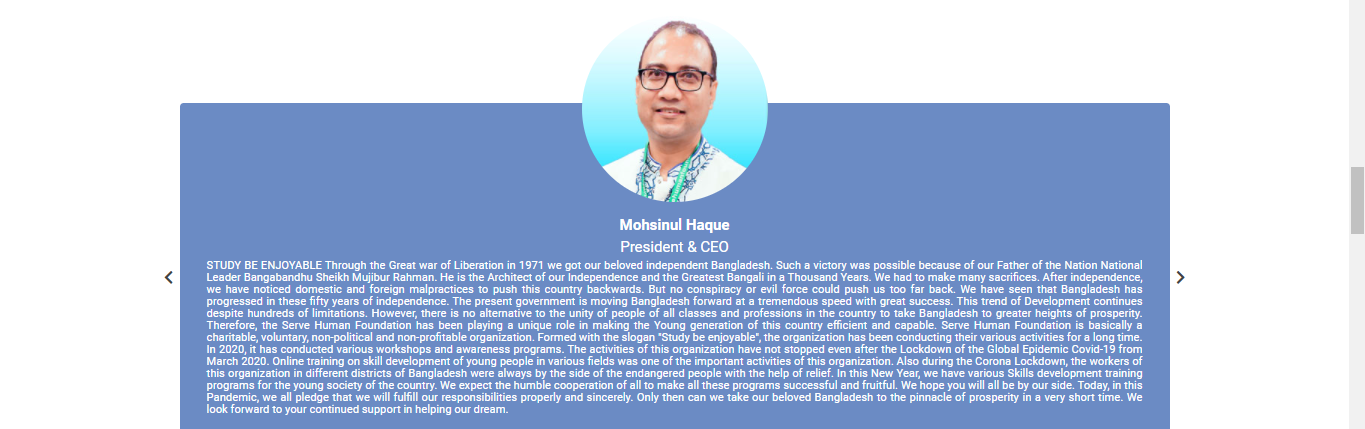 Mohsinul Haque
President & CEO
STUDY BE ENJOYABLE Through the Great war of Liberation in 1971 we got our beloved independent Bangladesh. Such a victory was possible because of our Father of the Nation National
Leader Bangabandhu Sheikh Mujibur Rahman. He is the Architect of our Independence and the Greatest Bangali in a Thousand Years. We had to make many sacrifices. After independence,
we have noticed domestic and foreign malpractices to push this country backwards. But no conspiracy or evil force could push us too far back. We have seen that Bangladesh has
progressed in these fifty years of independence. The present government is moving Bangladesh forward at a tremendous speed with great success. This trend of Development continues
despite hundreds of limitations. However, there is no alternative to the unity of people of all classes and professions in the country to take Bangladesh to greater heights of prosperity.
Therefore, the Serve Human Foundation has been playing a unique role in making the Young generation of this country efficient and capable. Serve Human Foundation is basically a
charitable, voluntary, non-political and non-profitable organization. Formed with the slogan "Study be enjoyable", the organization has been conducting their various activities for a long time.
In 2020, it has conducted various workshops and awareness programs. The activities of this organization have not stopped even after the Lockdown of the Global Epidemic Covid-19 from
March 2020. Online training on skill development of young people in various fields was one of the important activities of this organization. Also during the Corona Lockdown, the workers of
this organization in different districts of Bangladesh were always by the side of the endangered people with the help of relief. In this New Year, we have various Skills development training
programs for the young society of the country. We expect the humble cooperation of all to make all these programs successful and fruitful. We hope you will all be by our side. Today, in this
Pandemic, we all pledge that we will fulfill our responsibilities properly and sincerely. Only then can we take our beloved Bangladesh to the pinnacle of prosperity in a very short time. We
look forward to your continued support in helping our dream.